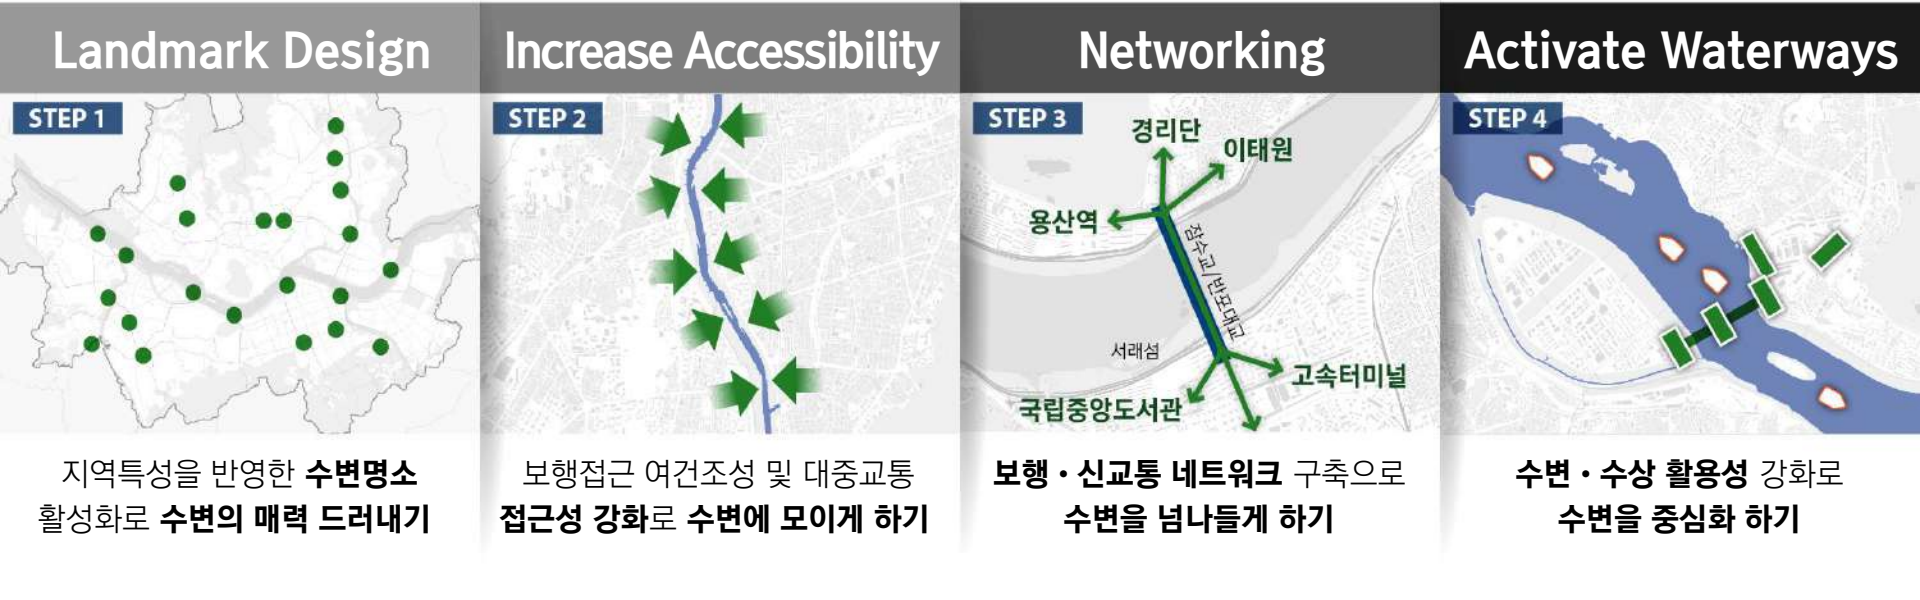 Landmark Design
STEP 1
지역특성을 반영한 수변명소
활성화로 수변의 매력 드러내기
Increase Accessibility
STEP 2
보행접근 여건조성 및 대중교통
접근성 강화로 수변에 모이게 하기
Networking
STEP 3
경리단
이태원
용산역
잠수교/반포대교
서래섬
고속터미널
국립중앙도서관
보행・신교통 네트워크 구축으로
수변을 넘나들게 하기
Activate Waterways
STEP 4
수변・수상 활용성 강화로
수변을 중심화 하기